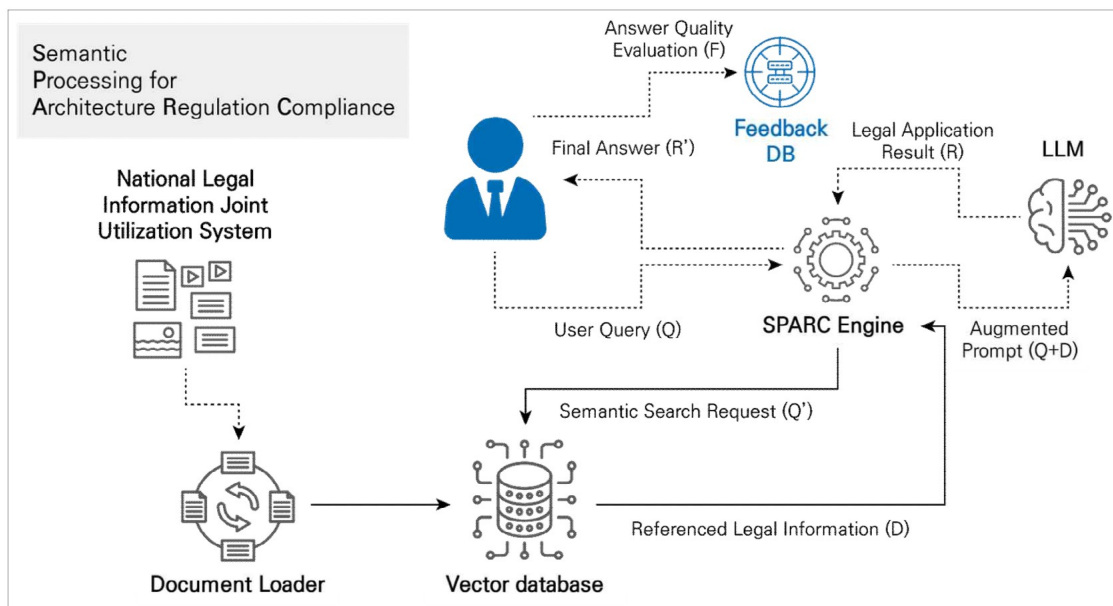 Semantic
Processing for
Architecture Regulation Compliance
Answer Quality
Evaluation (F)
Feedback
DB
Final Answer (R’)
Legal Application
Result (R)
LLM
National Legal
Information Joint
Utilization System
User Query (Q)
SPARC Engine
Augmented
Prompt (Q+D)
Semantic Search Request (Q’)
Referenced Legal Information (D)
Document Loader
Vector database